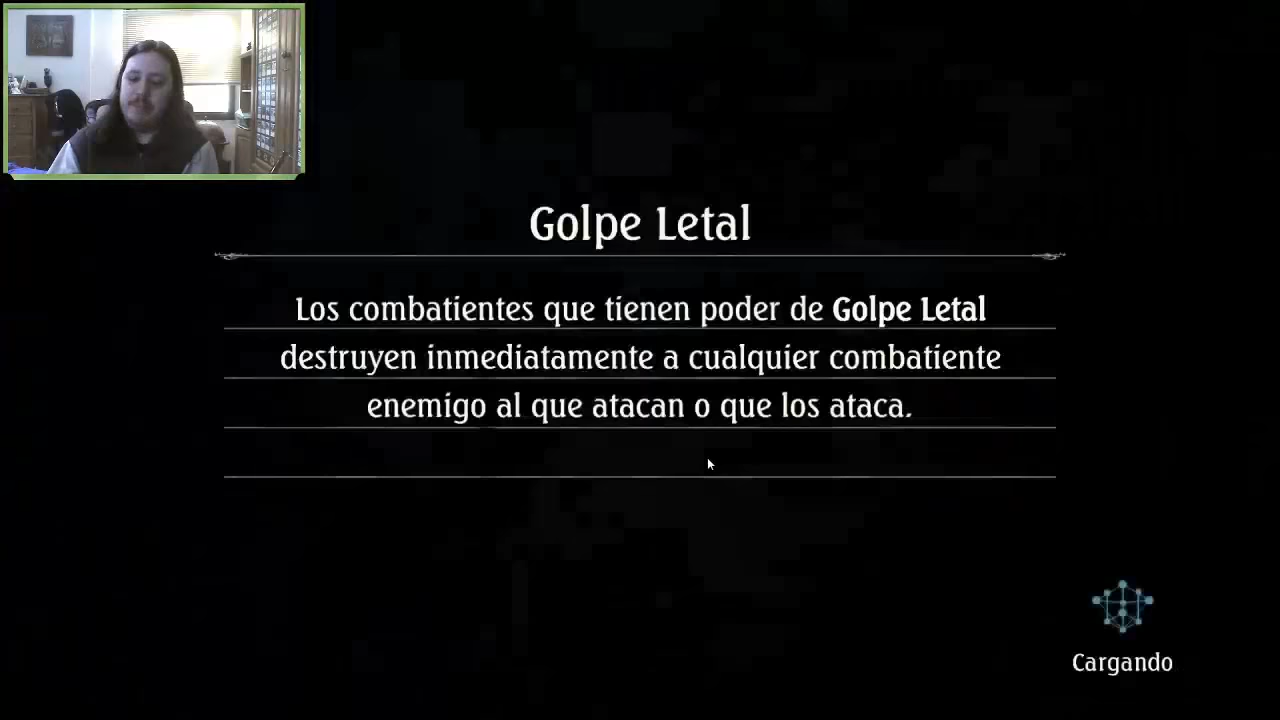 Golpe Letal
Los combatientes que tienen poder de Golpe Letal
destruyen inmediatamente a cualquier combatiente
enemigo al que atacan o que los ataca.
Cargando